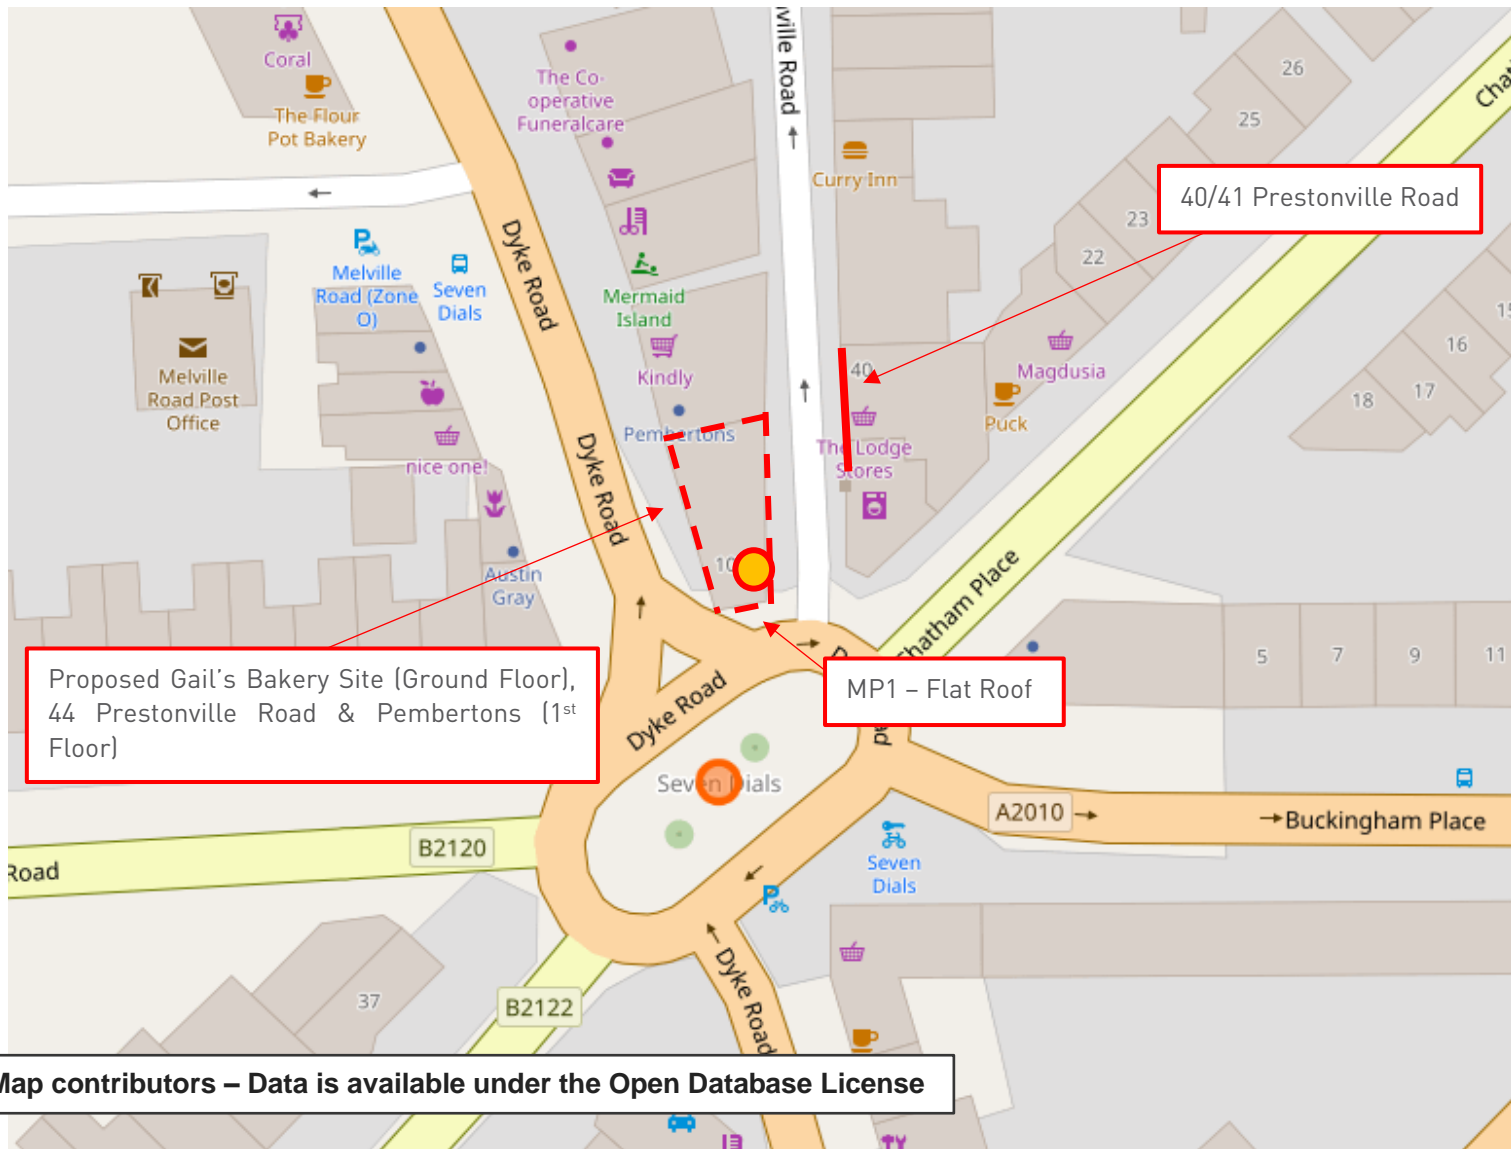 Coral
The Flour
Pot Bakery
The Co-
operative
Funeralcare
ville Road
Curry Inn
26
25
23
22
Chat
40/41 Prestonville Road
Dyke Road
Melville
Road (Zone
O)
Seven
Dials
Mermaid
Island
Kindly
Pembertons
Melville
Road Post
Office
nice one!
Austin
Gray
Dyke Road
40
The Lodge
Stores
Magdusia
Puck
15
16
17
18
10
Chatham Place
Proposed Gail's Bakery Site (Ground Floor),
44 Prestonville Road & Pembertons (1st
Floor)
MP1 – Flat Roof
5
7
9
11
Dyke Road
D
ad
Seven Dials
A2010
Buckingham Place
B2120
Road
Seven
Dials
37
B2122
Dyke Road
Map contributors – Data is available under the Open Database License